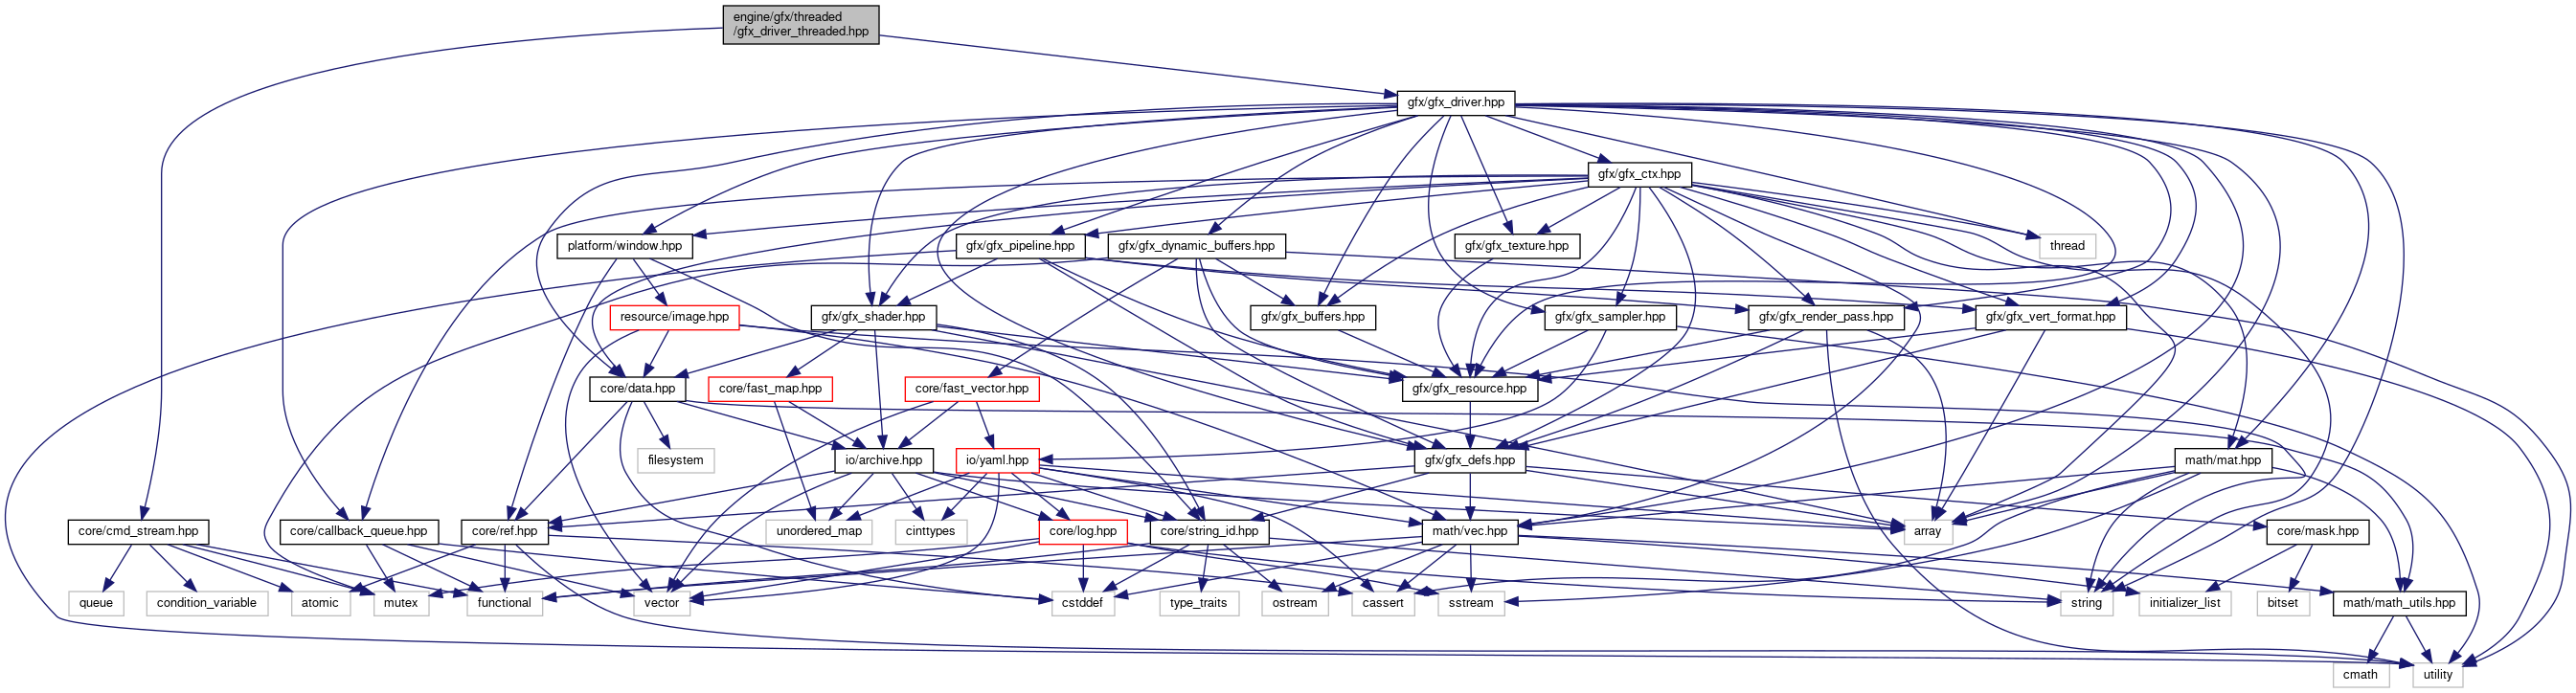 engine/gfx/threaded
/gfx_driver_threaded.hpp
gfx/gfx_driver.hpp
gfx/gfx_ctx.hpp
platform/window.hpp
gfx/gfx_pipeline.hpp
gfx/gfx_dynamic_buffers.hpp
gfx/gfx_texture.hpp
thread
resource/image.hpp
gfx/gfx_shader.hpp
gfx/gfx_buffers.hpp
gfx/gfx_sampler.hpp
gfx/gfx_render_pass.hpp
gfx/gfx_vert_format.hpp
core/data.hpp
core/fast_map.hpp
core/fast_vector.hpp
gfx/gfx_resource.hpp
filesystem
io/archive.hpp
io/yaml.hpp
gfx/gfx_defs.hpp
math/mat.hpp
core/cmd_stream.hpp
core/callback_queue.hpp
core/ref.hpp
unordered_map
cinttypes
core/log.hpp
core/string_id.hpp
math/vec.hpp
array
core/mask.hpp
queue
condition_variable
atomic
mutex
functional
vector
cstddef
type_traits
ostream
cassert
sstream
string
initializer_list
bitset
math/math_utils.hpp
cmath
utility